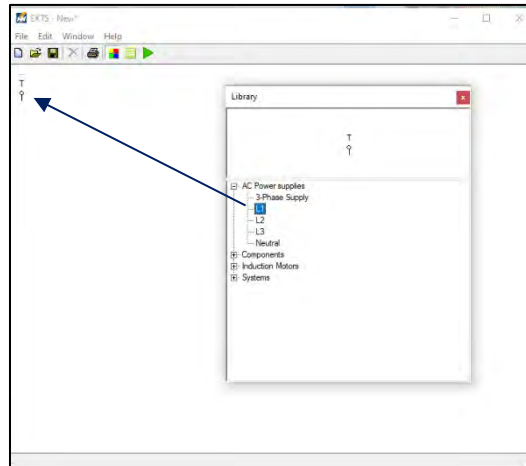 EKTS - New*
File Edit Window Help
T
Library
T
AC Power supplies
3-Phase Supply
L1
L2
L3
Neutral
Components
Induction Motors
Systems